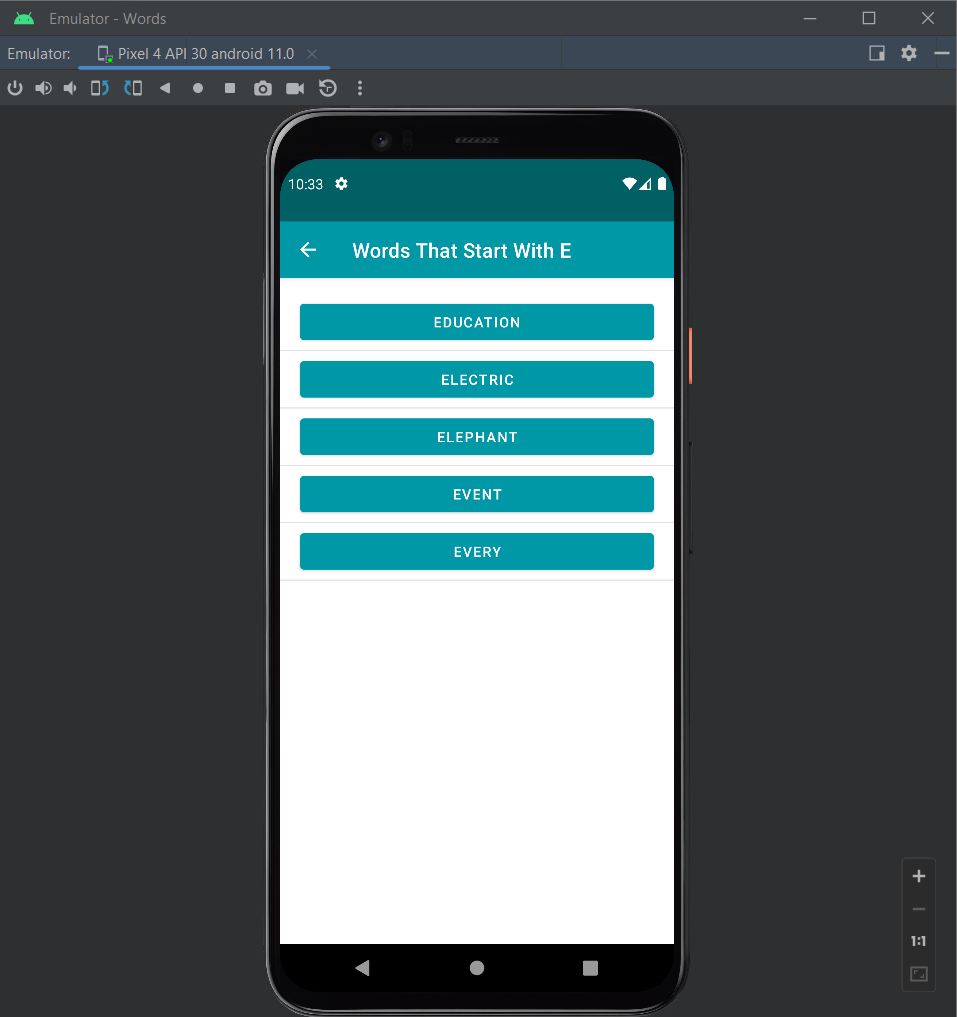 Emulator - Words
Emulator: Pixel 4 API 30 android 11.0
10:33
Words That Start With E
EDUCATION
ELECTRIC
ELEPHANT
EVENT
EVERY
1:1